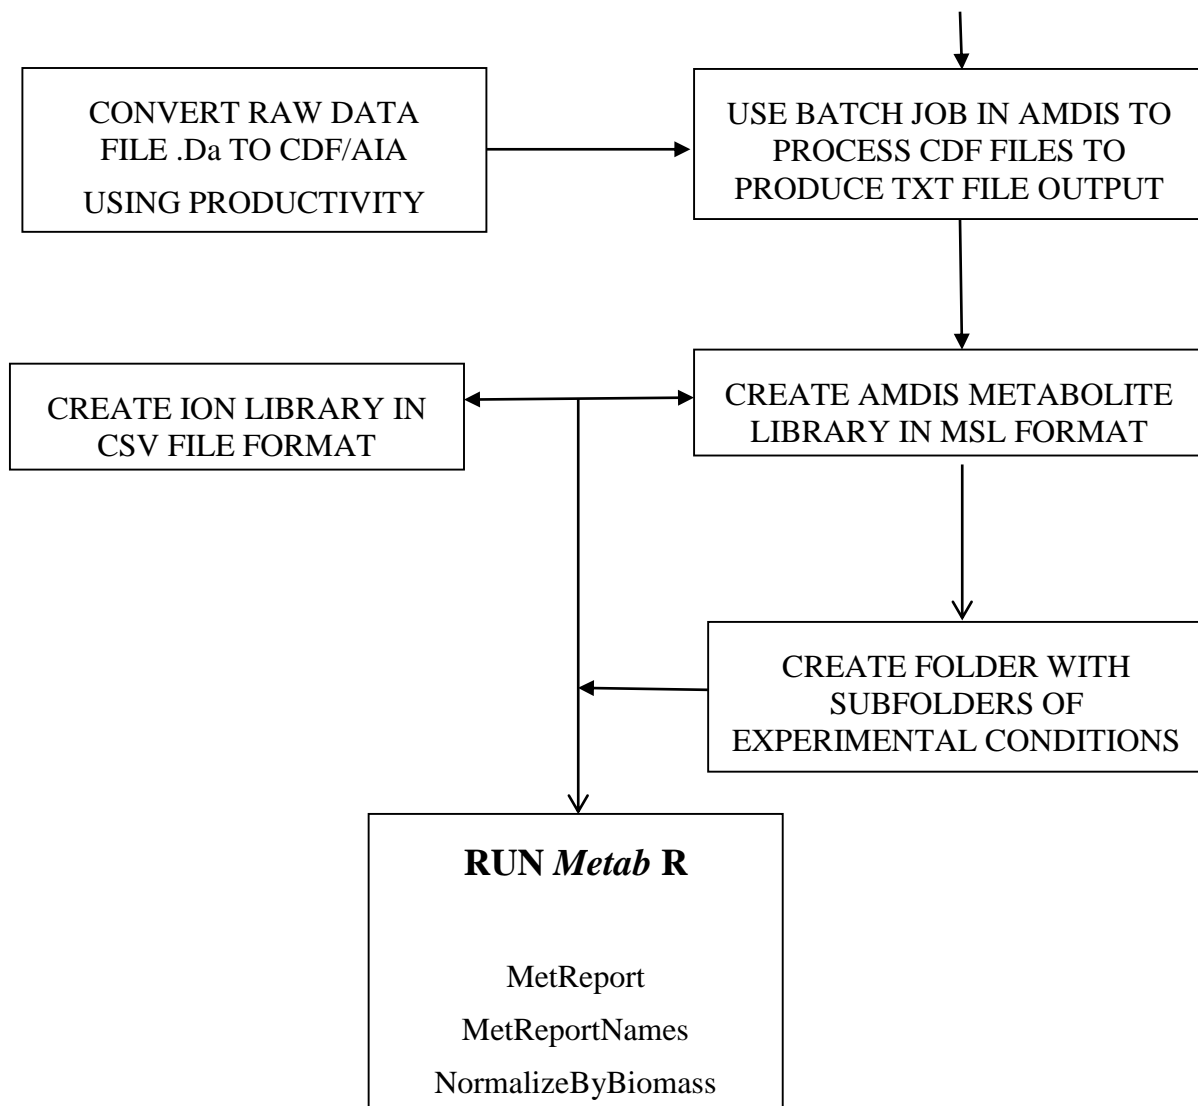 CONVERT RAW DATA
FILE .Da TO CDF/AIA
USING PRODUCTIVITY
USE BATCH JOB IN AMDIS TO
PROCESS CDF FILES TO
PRODUCE TXT FILE OUTPUT
CREATE ION LIBRARY IN
CSV FILE FORMAT
CREATE AMDIS METABOLITE
LIBRARY IN MSL FORMAT
CREATE FOLDER WITH
SUBFOLDERS OF
EXPERIMENTAL CONDITIONS
RUN Metab R
MetReport
MetReportNames
NormalizeByBiomass